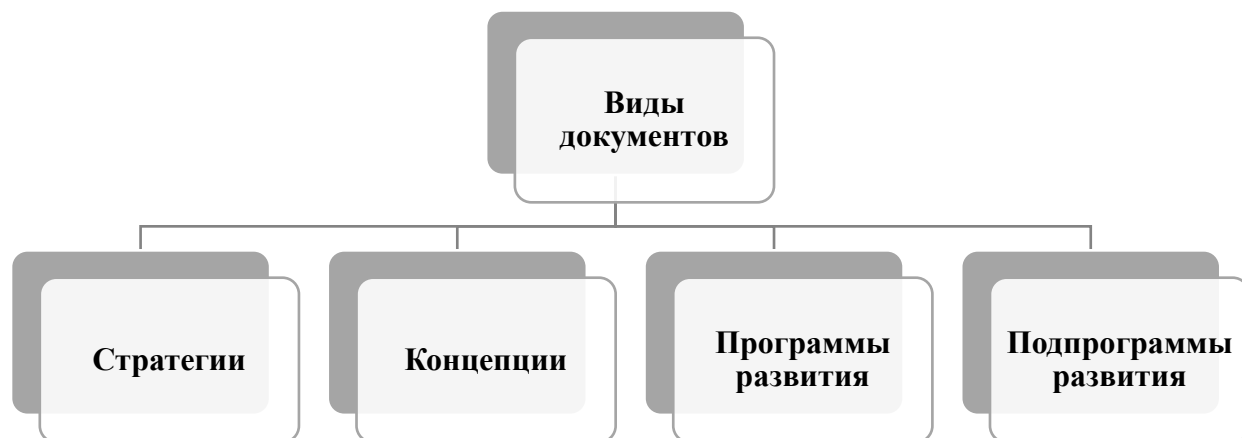 Виды
документов
Стратегии
Концепции
Программы
развития
Подпрограммы
развития